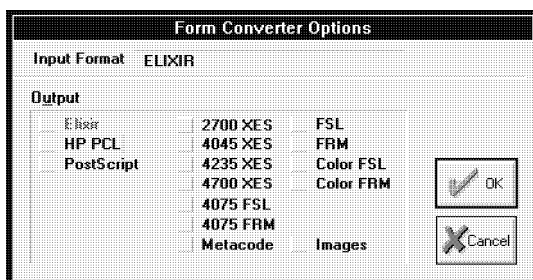 Form Converter Options
Input Format ELIXIR
Output
Elixir 2700 XES FSL
HP PCL 4045 XES FRM
PostScript 4235 XES Color FSL
4700 XES Color FRM
4075 FSL
4075 FRM
Metacode Images
OK
Cancel